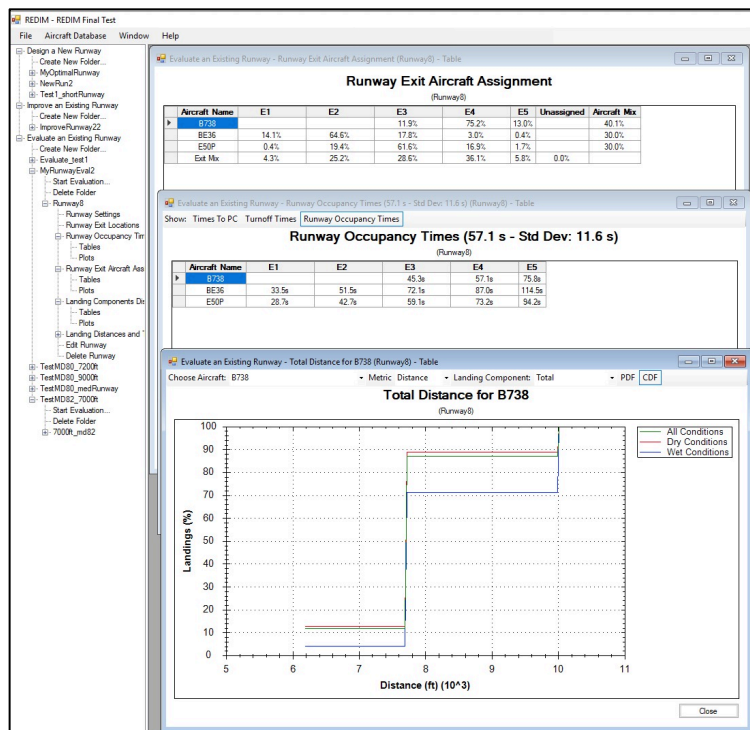 REDIM - REDIM Final Test
File Aircraft Database Window Help
Design a New Runway
Create New Folder...
MyOptimalRunway
NewRun2
Test1_shortRunway
Improve an Existing Runway
Create New Folder...
ImproveRunway22
Evaluate an Existing Runway
Create New Folder...
Evaluate_test1
MyRunwayEval2
Start Evaluation...
Delete Folder
Runway8
Runway Settings
Runway Exit Locations
Runway Occupancy Tim
Tables
Plots
Runway Exit Aircraft Ass
Tables
Plots
Landing Components Dis
Tables
Plots
Landing Distances and
Edit Runway
Delete Runway
TestMD80_7200ft
TestMD80_9000ft
TestMD80_medRunway
TestMD82_7000ft
Start Evaluation...
Delete Folder
7000ft_md82
Evaluate an Existing Runway - Runway Exit Aircraft Assignment (Runway8) - Table
Runway Exit Aircraft Assignment
(Runway8)
Aircraft Name E1 E2 E3 E4 E5 Unassigned Aircraft Mix
B738 11.9% 75.2% 13.0% 40.1%
BE36 14.1% 64.6% 17.8% 3.0% 0.4% 30.0%
E50P 0.4% 19.4% 61.6% 16.9% 1.7% 30.0%
Exit Mix 4.3% 25.2% 28.6% 36.1% 5.8% 0.0%
Evaluate an Existing Runway - Runway Occupancy Times (57.1 s - Std Dev: 11.6 s) (Runway8) - Table
Show: Times To PC Turnoff Times Runway Occupancy Times
Runway Occupancy Times (57.1 s - Std Dev: 11.6 s)
(Runway8)
Aircraft Name E1 E2 E3 E4 E5
B738 45.3s 57.1s 75.8s
BE36 33.5s 51.5s 72.1s 87.0s 114.5s
E50P 28.7s 42.7s 59.1s 73.2s 94.2s
Evaluate an Existing Runway - Total Distance for B738 (Runway8) - Table
Choose Aircraft: B738 Metric Distance Landing Component: Total PDF CDF
Total Distance for B738
(Runway8)
All Conditions
Dry Conditions
Wet Conditions
Landings (%)
100
90
80
70
60
50
40
30
20
10
0
5 6 7 8 9 10 11
Distance (ft) (10^3)
Close